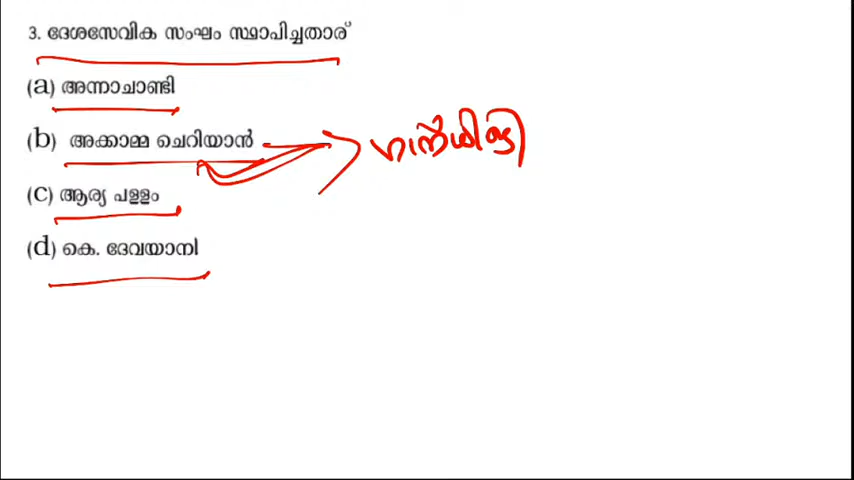 3. ദേശസേവിക സംഘം സ്ഥാപിച്ചതാര്
(a) അന്നാചാണ്ടി
(b) അക്കാമ്മ ചെറിയാൻ
(c) ആര്യ പള്ളം
(d) കെ. ദേവയാനി